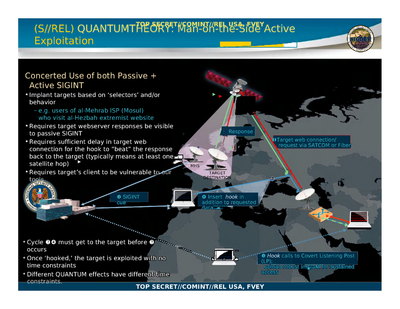 TOP SECRET//COMINT//REL USA, FVEY
(S//REL) QUANTUMTHEORY: Man-on-the-Side Active
Exploitation
Concerted Use of both Passive +
Active SIGINT
• Implant targets based on ‘selectors’ and/or
behavior
– e.g. users of al-Mehrab ISP (Mosul)
who visit al-Hezbah extremist website
• Requires target webserver responses be visible
to passive SIGINT
• Requires sufficient delay in target web
connection for the hook to “beat” the response
back to the target (typically means at least one
satellite hop)
• Requires target's client to be vulnerable to our
tools
Response
Target web connection/
request via SATCOM or Fiber
TARGET
SIGINT
Insert hook in
addition to requested
Hook calls to Covert Listening Post
(LP);
• Cycle ❷❹ must get to the target before
occurs
• Once ‘hooked,’ the target is exploited with no
time constraints
• Different QUANTUM effects have different time
constraints.
TOP SECRET//COMINT//REL USA, FVEY